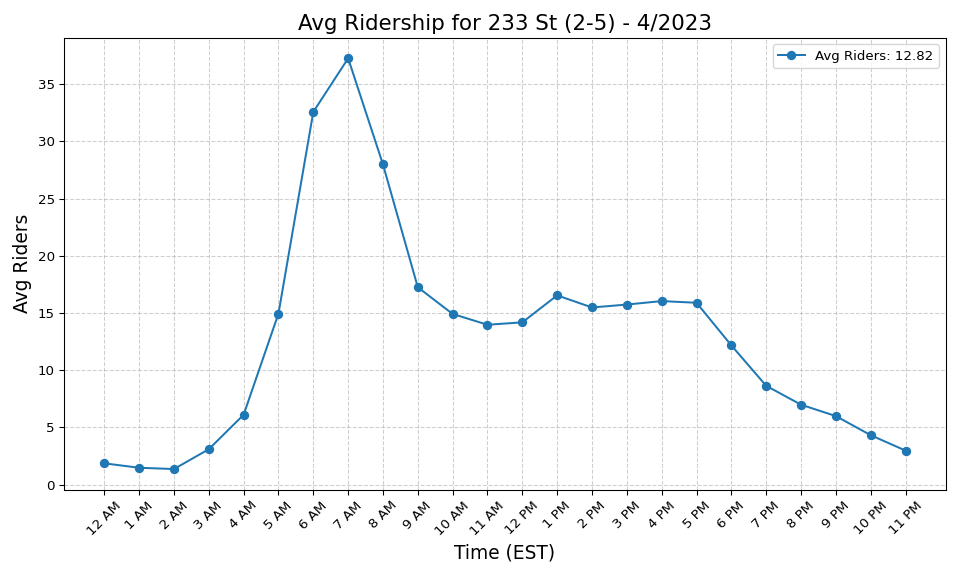 Avg Ridership for 233 St (2-5) - 4/2023
Avg Riders: 12.82
Avg Riders
35
30
25
20
15
10
5
0
12 AM
1 AM
2 AM
3 AM
4 AM
5 AM
6 AM
7 AM
8 AM
9 AM
10 AM
11 AM
12 PM
1 PM
2 PM
3 PM
4 PM
5 PM
6 PM
7 PM
8 PM
9 PM
10 PM
11 PM
Time (EST)